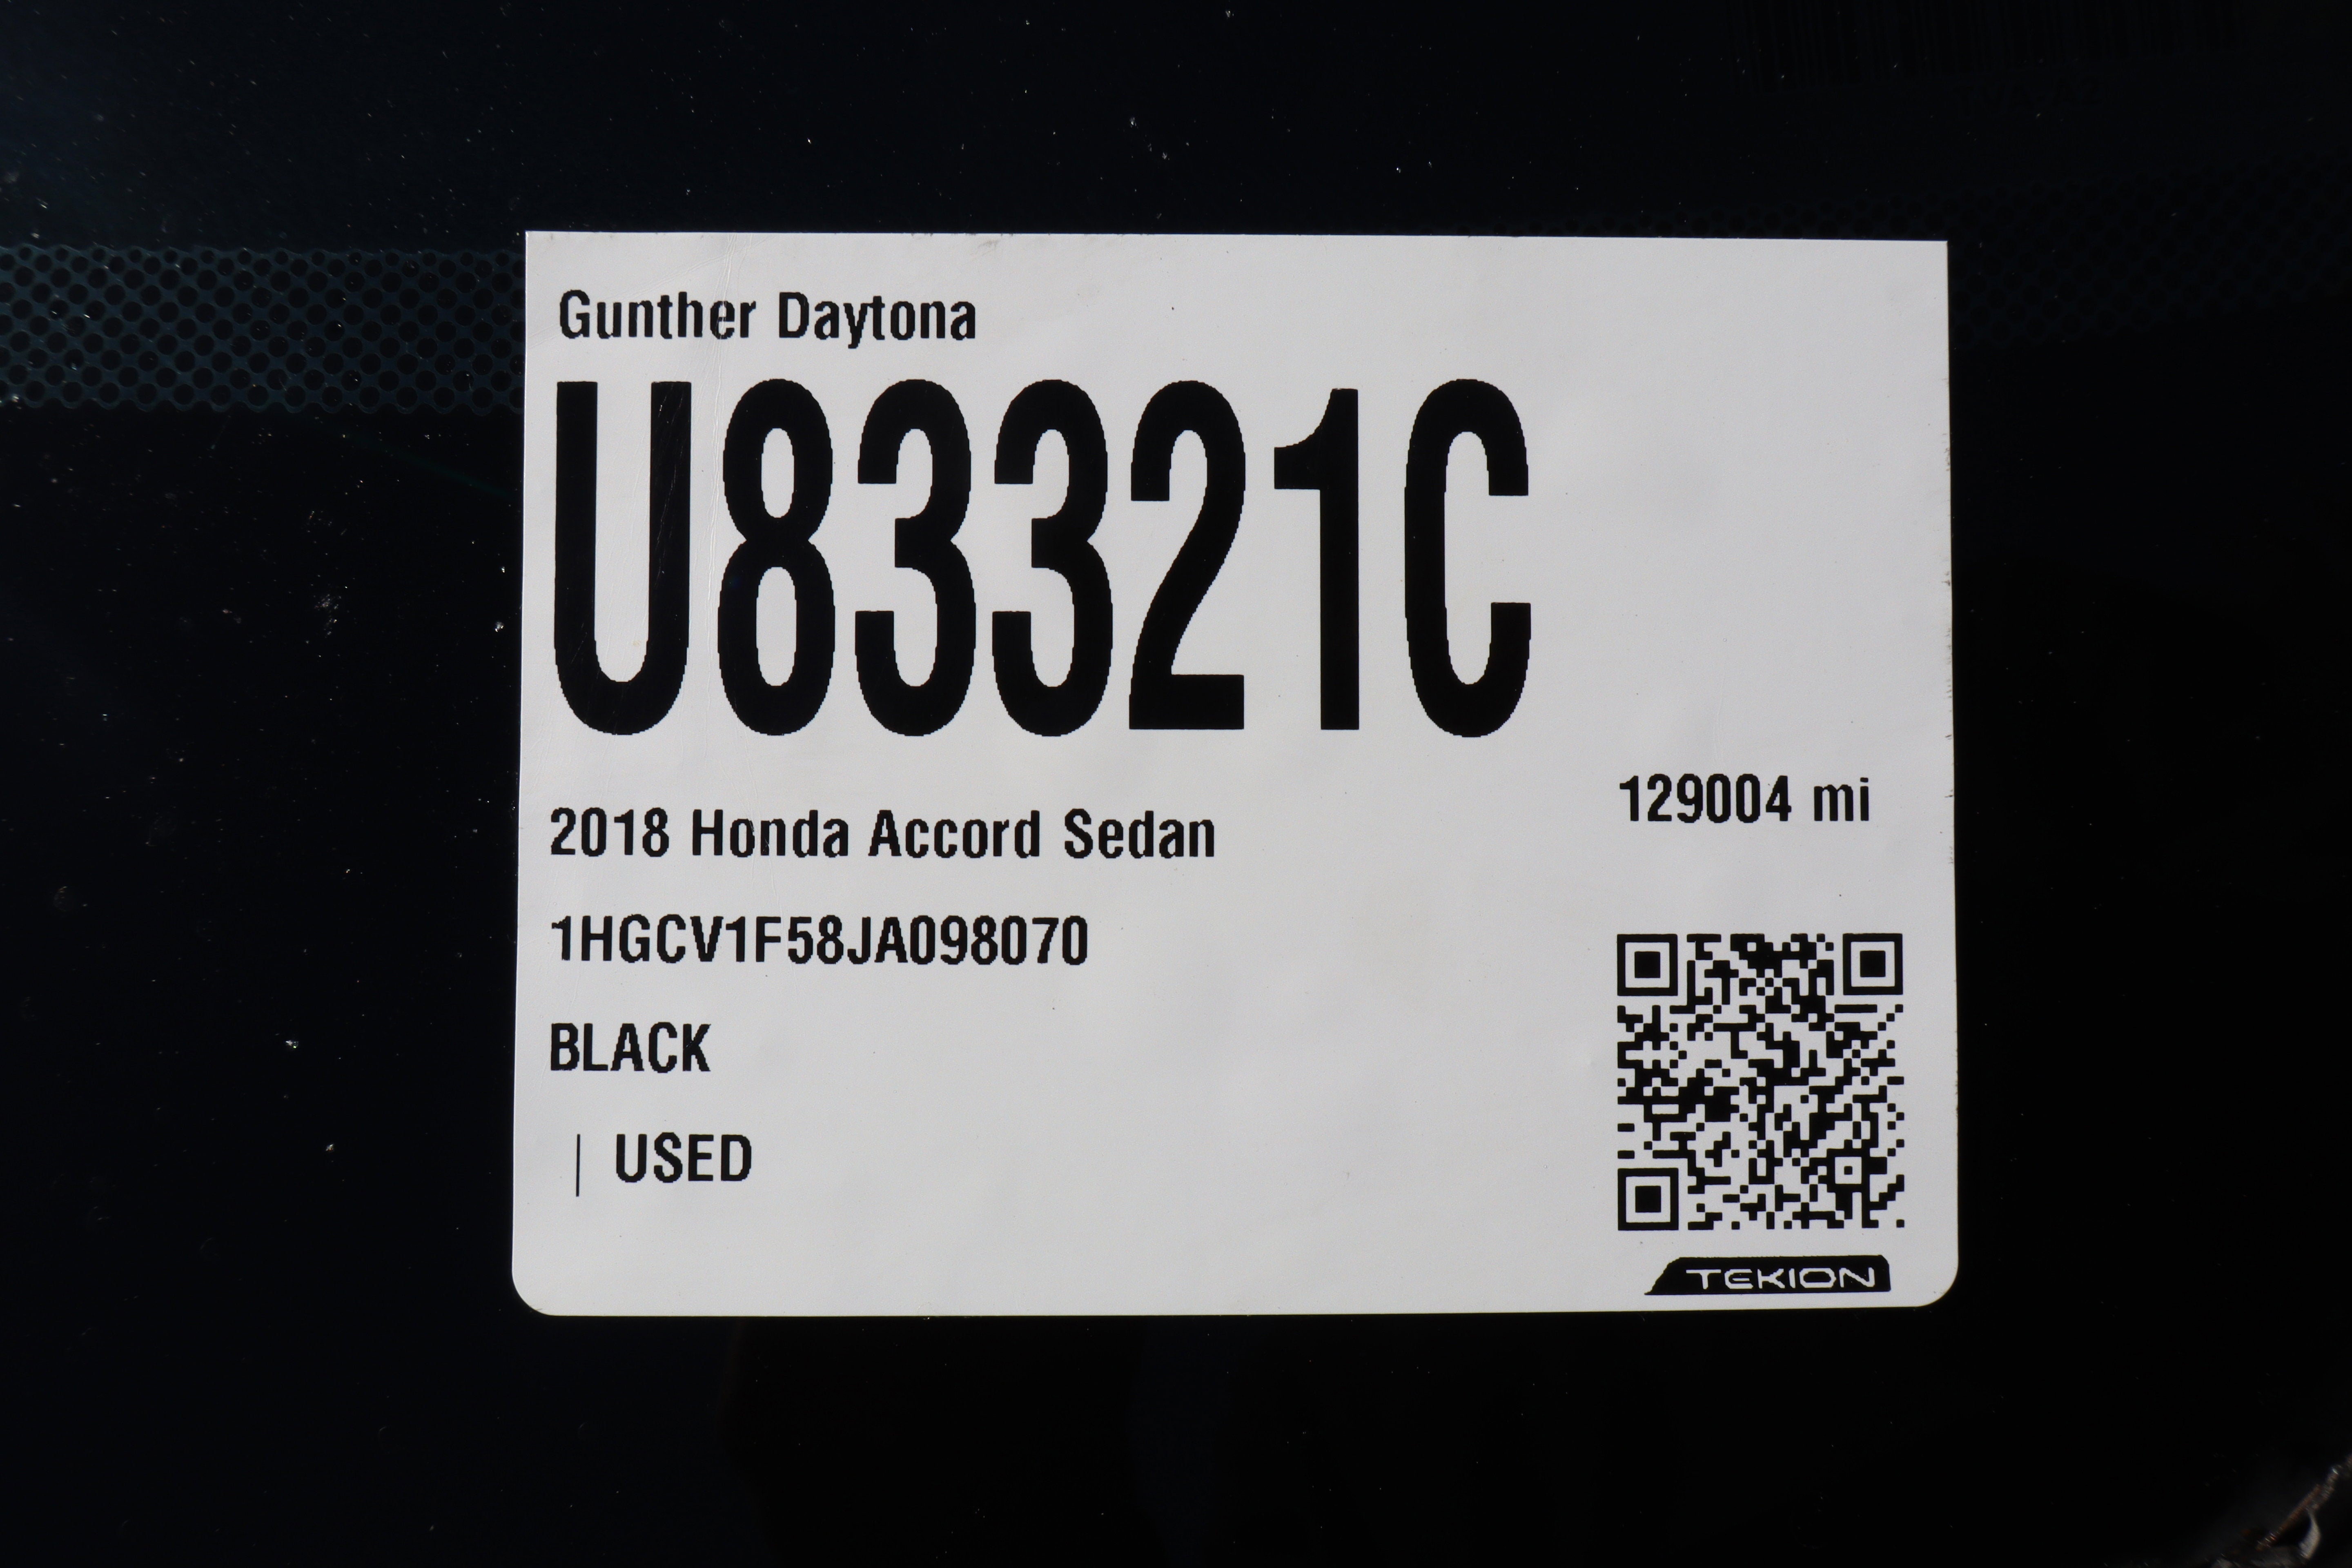 Gunther Daytona
U83321C
129004 mi
2018 Honda Accord Sedan
1HGCV1F58JA098070
BLACK
| USED
TEKION